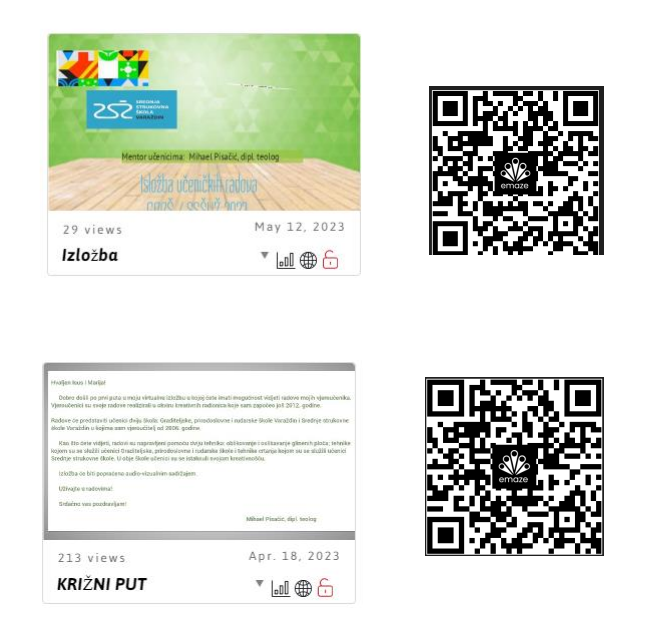 SREDNJA
STRUKOVNA
ŠKOLA
VARAŽDIN
Mentor učenicima: Mihael Pisačić, dipl. teolog
Izložba učeničkih radova
29 views
May 12, 2023
Izložba
emaze
Hvaljen Isus i Marija!
Dobro došli po prvi puta u moju virtualnu izložbu u kojoj ćete imati mogućnost vidjeti radove mojih vjeroučenika.
Vjeroučenici su svoje radove realizirali u okviru kreativnih radionica koje sam započeo još 2012. godine.
Radove će predstaviti učenici dviju škola: Graditeljske, prirodoslovne i rudarske škole Varaždin i Srednje strukovne
škole Varaždin u kojima sam vjeroučitelj od 2008. godine.
Kao što ćete vidjeti, radovi su napravljeni pomoću dviju tehnika: oblikovanje i oslikavanje glinenih ploča; tehnike
kojom su se služili učenici Graditeljske, prirodoslovne i rudarske škole i tehnike crtanja kojom su se služili učenici
Srednje strukovne škole. U obje škole učenici su se istaknuli svojom kreativnošću.
Izložba će biti popraćena audio-vizualnim sadržajem.
Uživajte u radovima!
Srdačno vas pozdravljam!
Mihael Pisačić, dipl. teolog
213 views
Apr. 18, 2023
KRIŽNI PUT
emaze